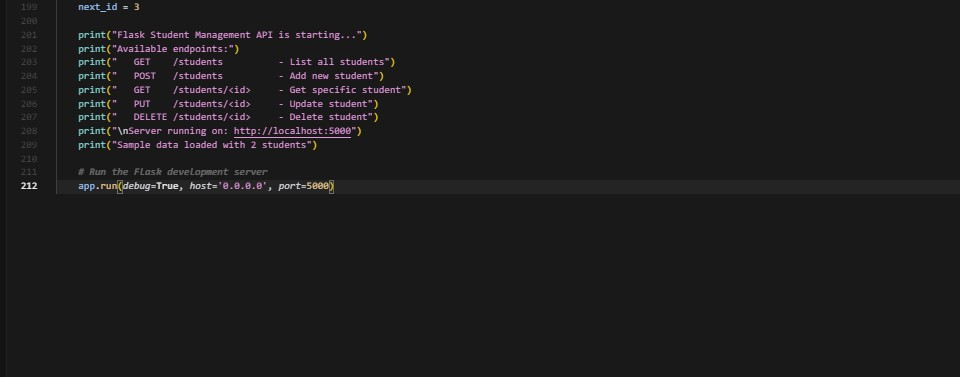 199 next_id = 3
200
201 print("Flask Student Management API is starting...")
202 print("Available endpoints:")
203 print("   GET    /students          - List all students")
204 print("   POST   /students          - Add new student")
205 print("   GET    /students/<id>     - Get specific student")
206 print("   PUT    /students/<id>     - Update student")
207 print("   DELETE /students/<id>     - Delete student")
208 print("\nServer running on: http://localhost:5000")
209 print("Sample data loaded with 2 students")
210
211 # Run the Flask development server
212 app.run(debug=True, host='0.0.0.0', port=5000)